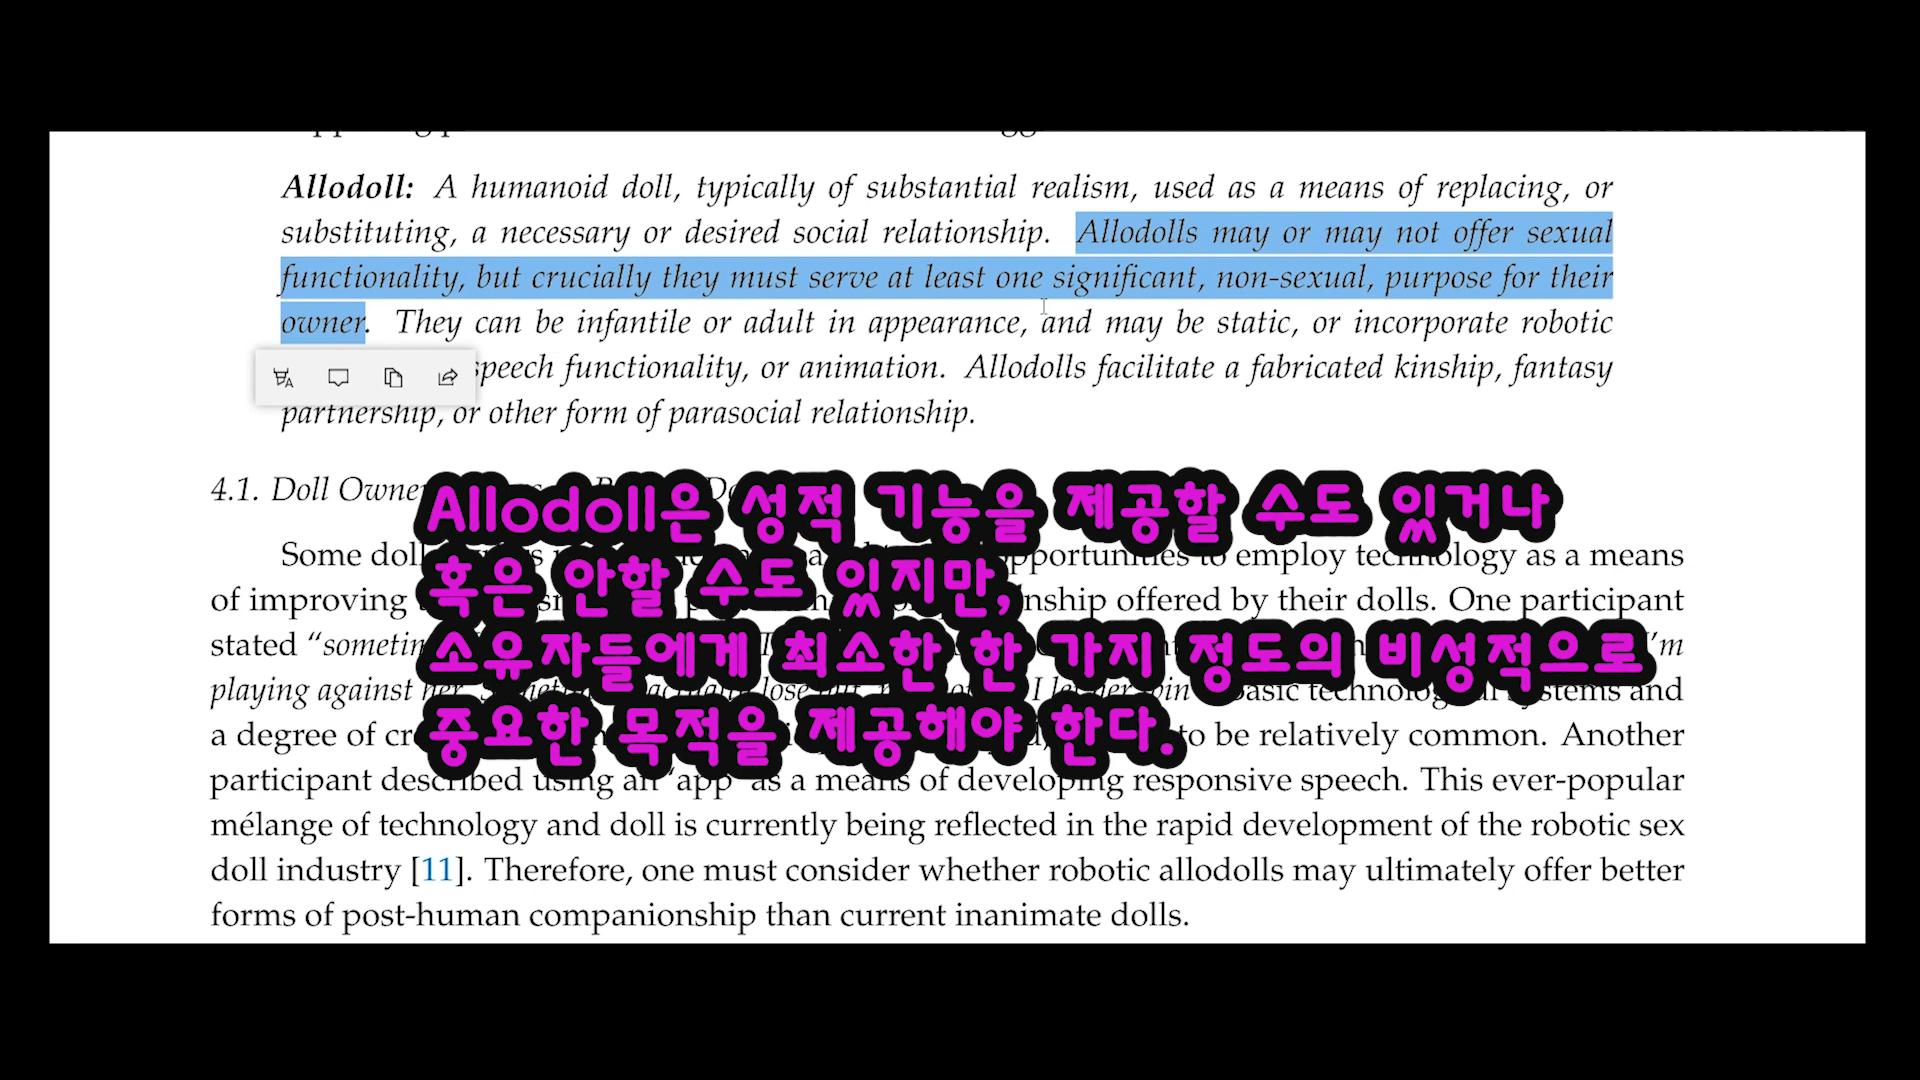 Allodoll: A humanoid doll, typically of substantial realism, used as a means of replacing, or
substituting, a necessary or desired social relationship. Allodolls may or may not offer sexual
functionality, but crucially they must serve at least one significant, non-sexual, purpose for their
owner. They can be infantile or adult in appearance, and may be static, or incorporate robotic
speech functionality, or animation. Allodolls facilitate a fabricated kinship, fantasy
partnership, or other form of parasocial relationship.
4.1. Doll
Allodoll은 성적 기능을 제공할 수도 있거나
혹은 안할 수도 있지만,
소유자들에게 최소한 한 가지 정도의 비성적으로
중요한 목적을 제공해야 한다.
Some employ technology as a means
of improving offered by their dolls. One participant
stated I'm
playing against and
a degree of to be relatively common. Another
participant described using an 'app' as a means of developing responsive speech. This ever-popular
mélange of technology and doll is currently being reflected in the rapid development of the robotic sex
doll industry [11]. Therefore, one must consider whether robotic allodolls may ultimately offer better
forms of post-human companionship than current inanimate dolls.